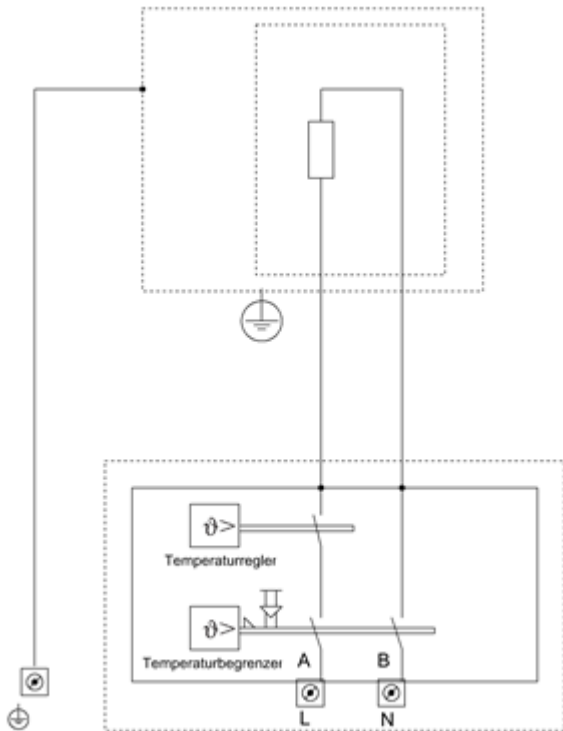 ϑ>
Temperaturregler
ϑ>
Temperaturbegrenzer
A
B
L
N